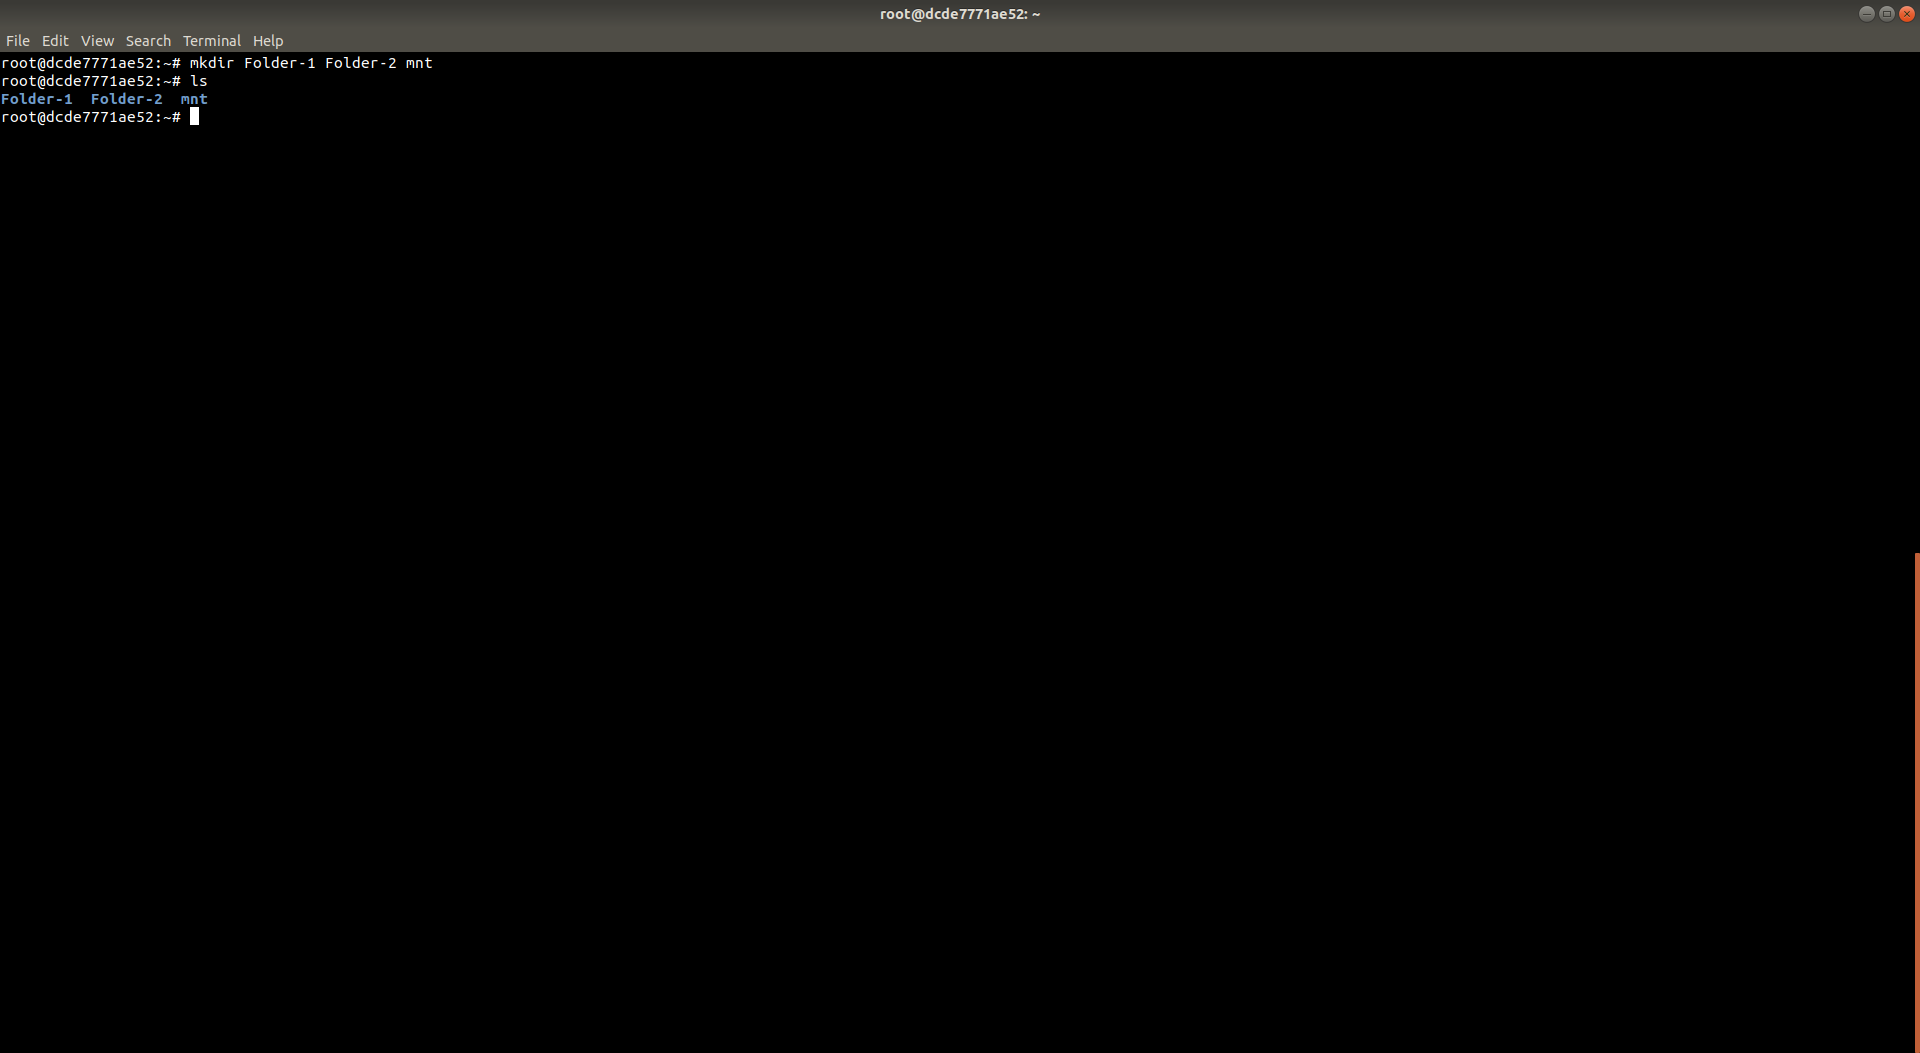 root@dcde7771ae52: ~
File Edit View Search Terminal Help
root@dcde7771ae52:~# mkdir Folder-1 Folder-2 mnt
root@dcde7771ae52:~# ls
Folder-1  Folder-2  mnt
root@dcde7771ae52:~#